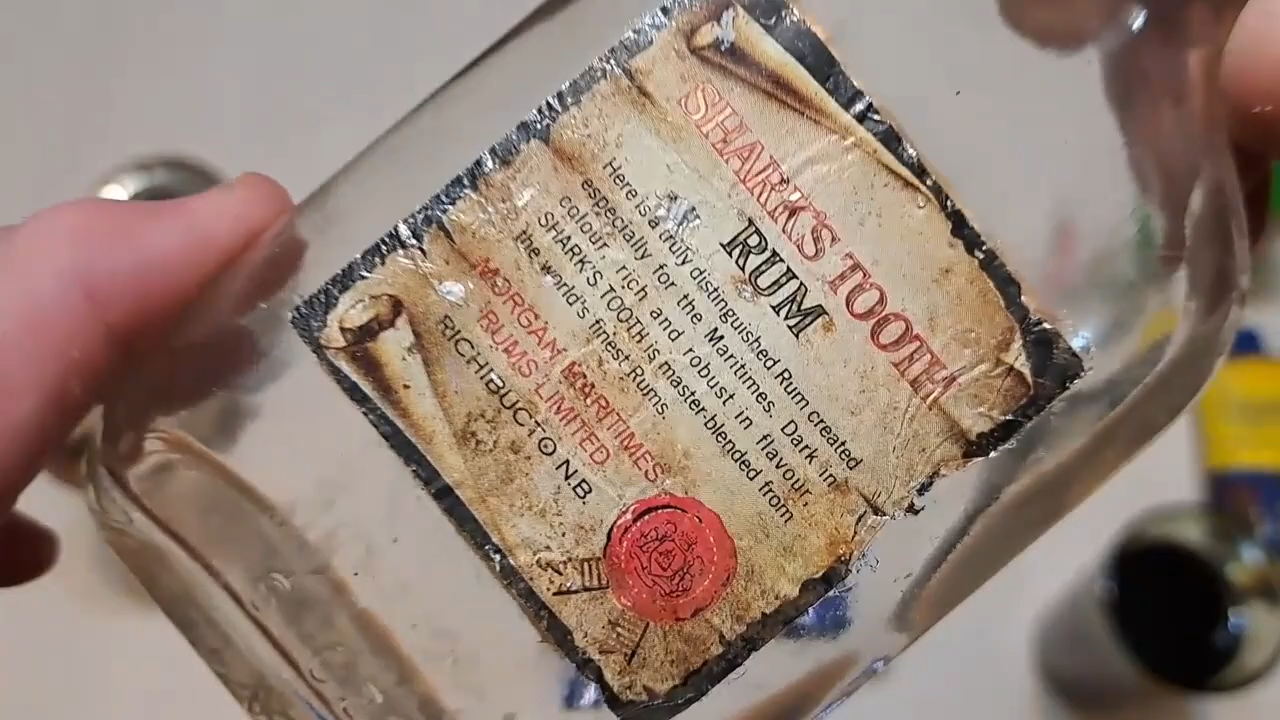 SHARK'S TOOTH
RUM
Here is a truly distinguished Rum created
especially for the Maritimes. Dark in
colour, rich and robust in flavour,
SHARK'S TOOTH is master-blended from
the world's finest Rums.
MORGAN MARITIMES
RUMS LIMITED
RICHIBUCTO NB.